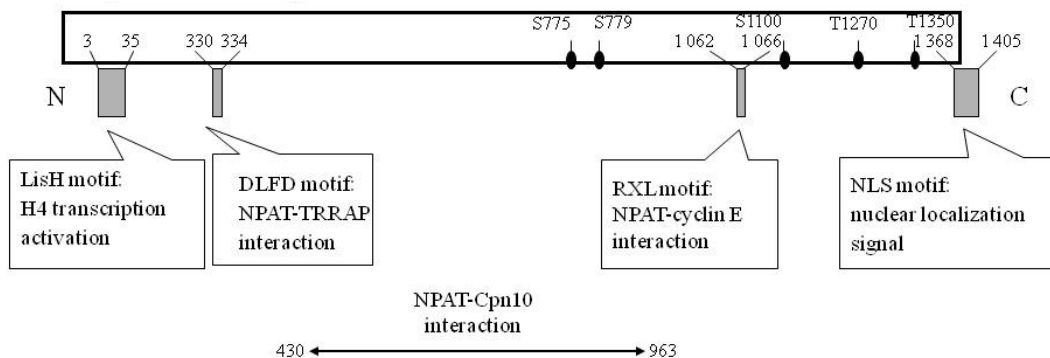 S775 S779 S1100 T1270 T1350
3 35 330 334 1 062 1 066 1 368 1 405
N C
LisH motif:
H4 transcription
activation
DLFD motif:
NPAT-TRRAP
interaction
RXL motif:
NPAT-cyclin E
interaction
NLS motif:
nuclear localization
signal
NPAT-Cpn10
interaction
430 963